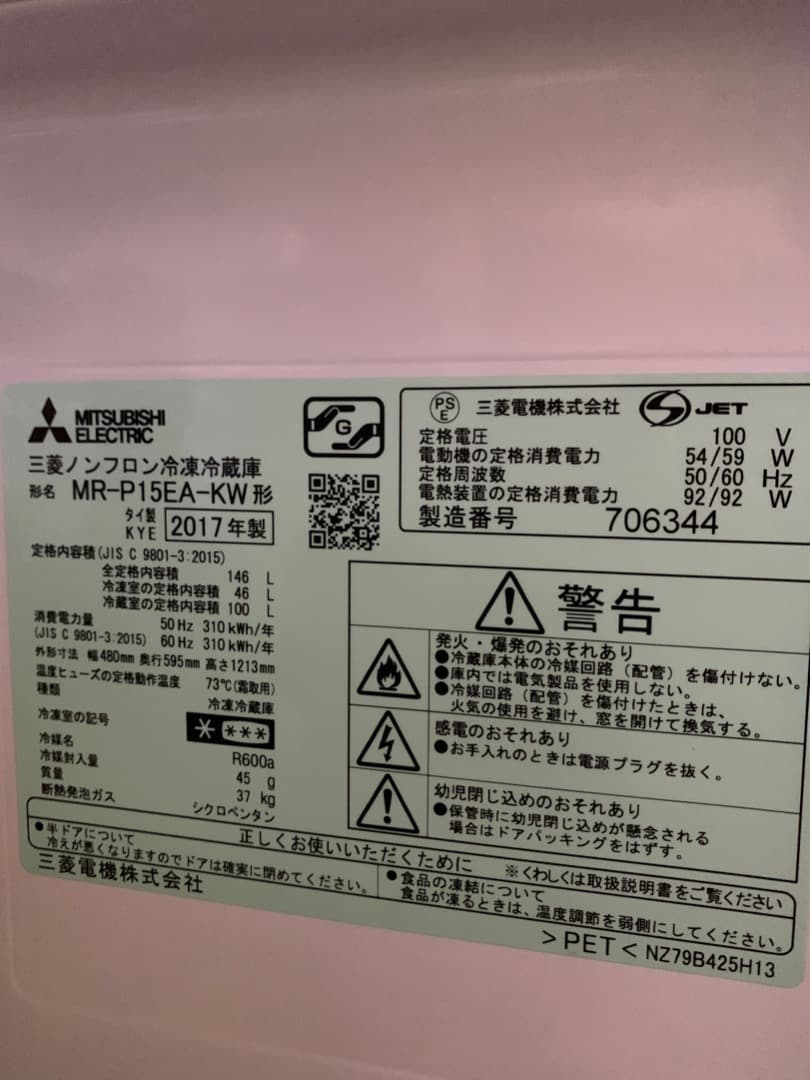 MITSUBISHI
ELECTRIC
三菱ノンフロン冷凍冷蔵庫
形名 MR-P15EA-KW形
タイ製
KYE 2017年製
定格内容積(JIS C 9801-3:2015)
全定格内容積 146 L
冷凍室の定格内容積 46 L
冷蔵室の定格内容積 100 L
消費電力量 50Hz 310kWh/年
(JIS C 9801-3:2015) 60Hz 310kWh/年
外形寸法 幅480mm 奥行595mm 高さ1213mm
温度ヒューズの定格動作温度 73℃(霜取用)
種類 冷凍冷蔵庫
冷凍室の記号 * ***
冷媒名 R600a
冷媒封入量 45 g
質量 37 kg
断熱発泡ガス シクロペンタン
G
PS
E 三菱電機株式会社 S JET
定格電圧 100 V
電動機の定格消費電力 54/59 W
定格周波数 50/60 Hz
電熱装置の定格消費電力 92/92 W
製造番号 706344
警告
発火・爆発のおそれあり
●冷蔵庫本体の冷媒回路(配管)を傷付けない。
●庫内では電気製品を使用しない。
●冷媒回路(配管)を傷付けたときは、
火気の使用を避け、窓を開けて換気する。
感電のおそれあり
●お手入れのときは電源プラグを抜く。
幼児閉じ込めのおそれあり
●保管時に幼児閉じ込めが懸念される
場合はドアパッキングをはずす。
正しくお使いいただくために ※くわしくは取扱説明書をご覧ください
●半ドアについて
冷えが悪くなりますのでドアは確実に閉めてください。
●食品の凍結について
食品が凍るときは、温度調節を弱側にしてください。
三菱電機株式会社
>PET< NZ79B425H13